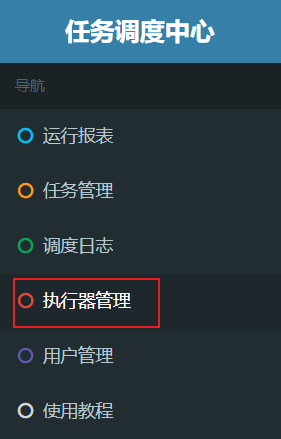 任务调度中心
导航
运行报表
任务管理
调度日志
执行器管理
用户管理
使用教程